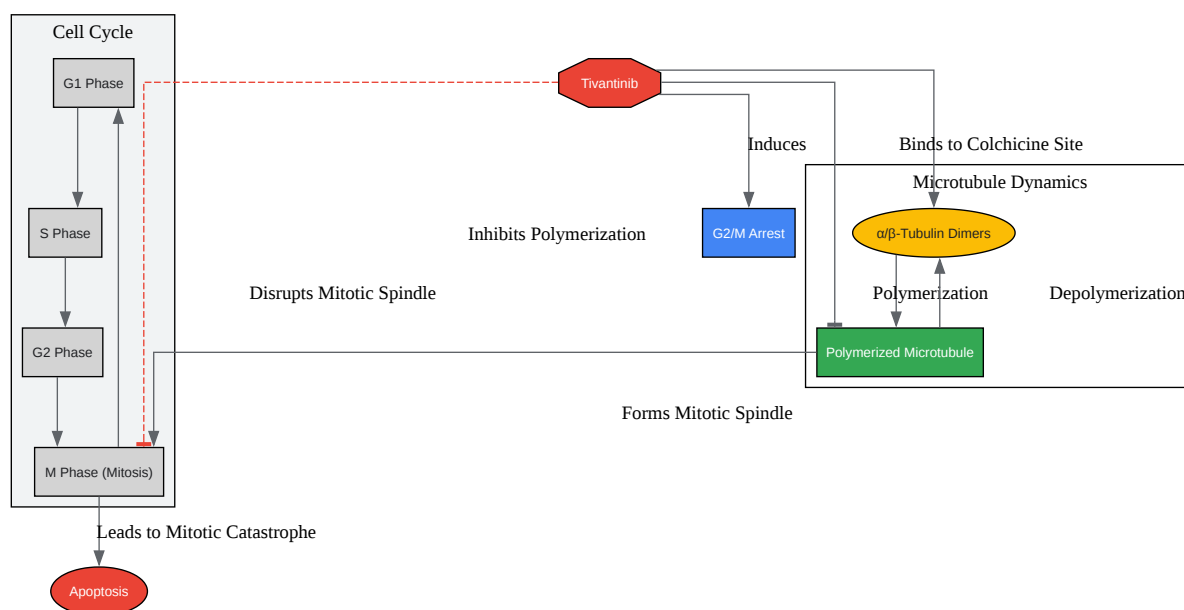 Cell Cycle
G1 Phase
Tivantinib
Induces
Binds to Colchicine Site
Microtubule Dynamics
S Phase
Inhibits Polymerization
G2/M Arrest
α/β-Tubulin Dimers
Disrupts Mitotic Spindle
Polymerization
Depolymerization
G2 Phase
Polymerized Microtubule
Forms Mitotic Spindle
M Phase (Mitosis)
Leads to Mitotic Catastrophe
Apoptosis